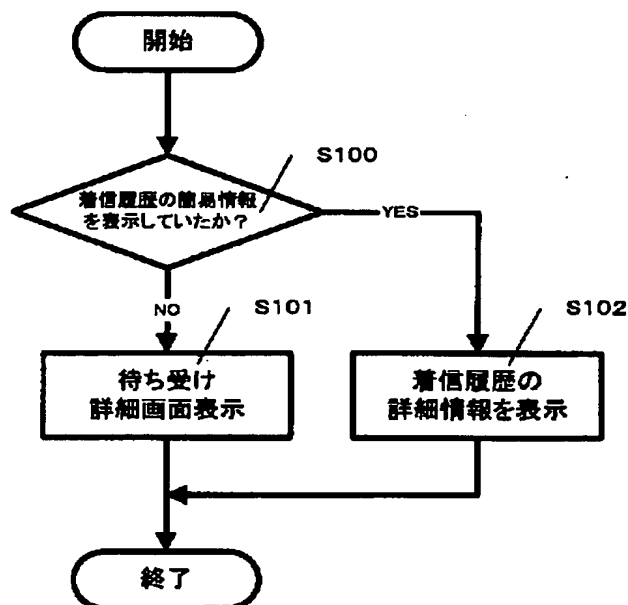 開始
S100
着信履歴の簡易情報
を表示していたか？
YES
NO
S101
S102
待ち受け
詳細画面表示
着信履歴の
詳細情報を表示
終了